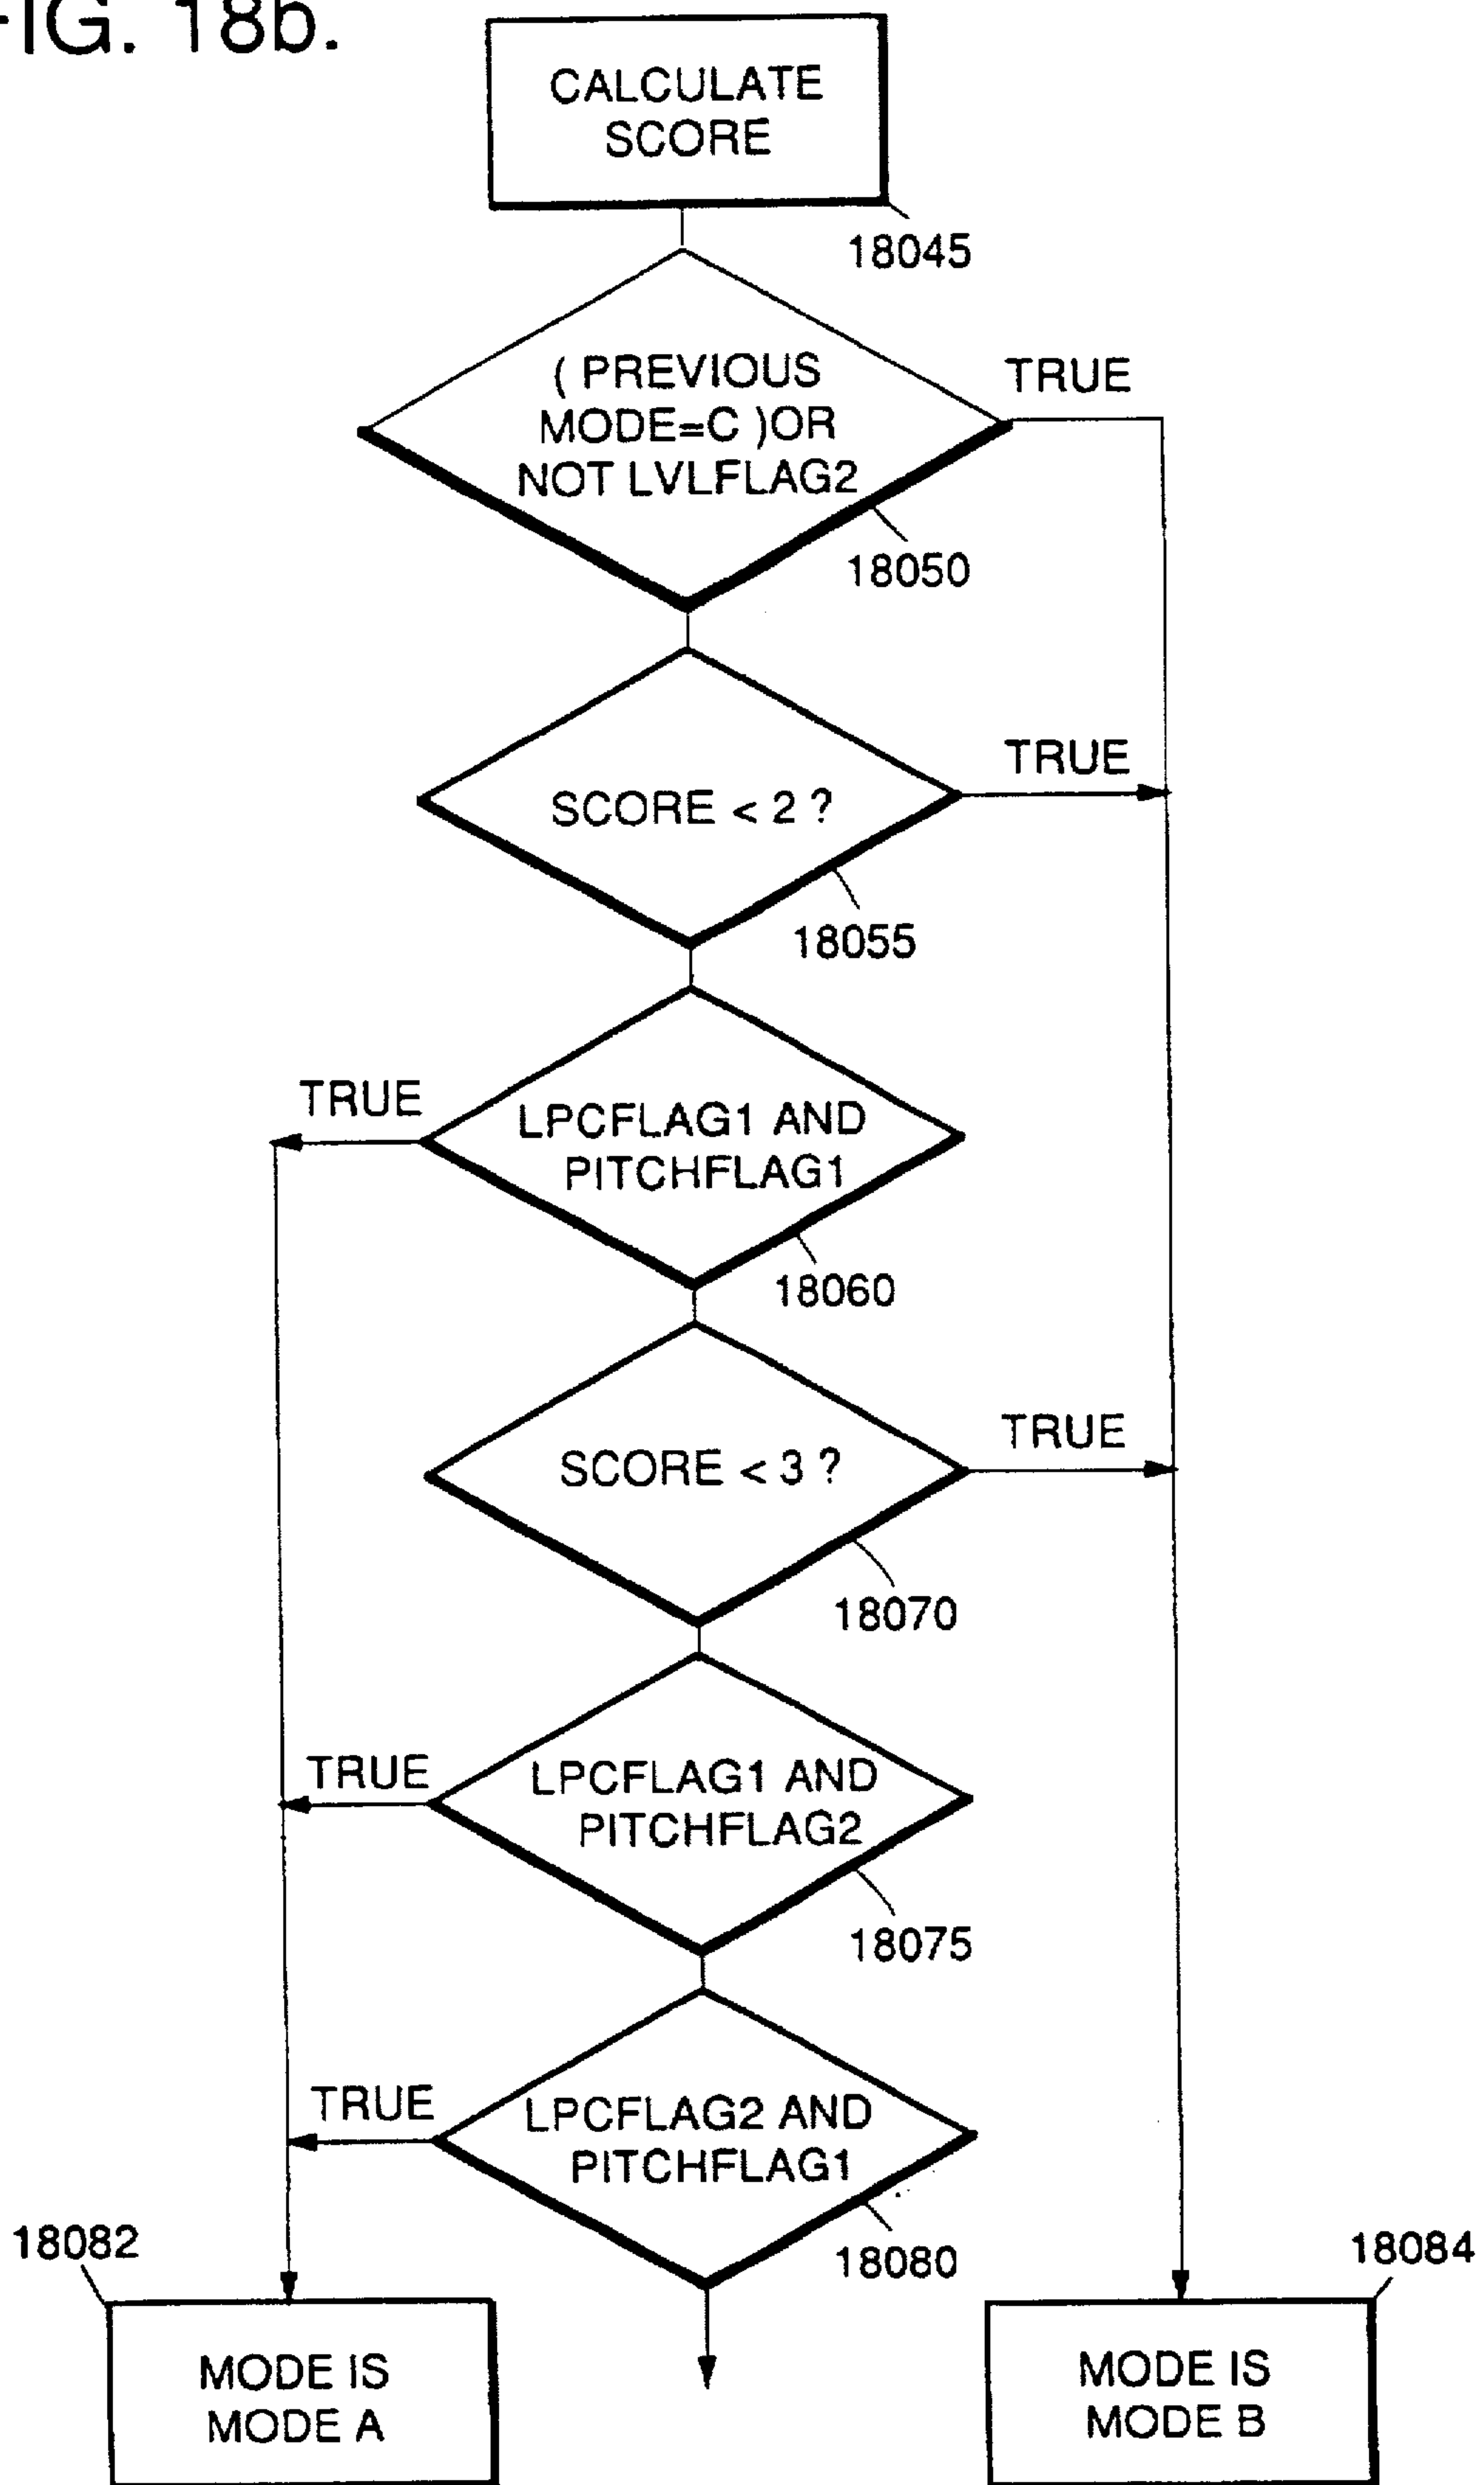 FIG. 18b.
CALCULATE
SCORE
18045
( PREVIOUS
MODE=C )OR
NOT LVLFLAG2
TRUE
18050
SCORE < 2 ?
TRUE
18055
TRUE
LPCFLAG1 AND
PITCHFLAG1
18060
SCORE < 3 ?
TRUE
18070
TRUE
LPCFLAG1 AND
PITCHFLAG2
18075
TRUE
LPCFLAG2 AND
PITCHFLAG1
18080
18082
18084
MODE IS
MODE A
MODE IS
MODE B